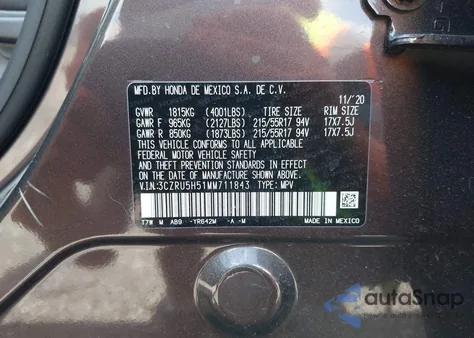 MFD.BY HONDA DE MEXICO S.A. DE C.V.
11/'20
GVWR 1815KG (4001LBS) TIRE SIZE RIM SIZE
GAWR F 965KG (2127LBS) 215/55R17 94V 17X7.5J
GAWR R 850KG (1873LBS) 215/55R17 94V 17X7.5J
THIS VEHICLE CONFORMS TO ALL APPLICABLE
FEDERAL MOTOR VEHICLE SAFETY
AND THEFT PREVENTION STANDARDS IN EFFECT
ON THE DATE OF MANUFACTURE SHOWN ABOVE.
V.I.N:3CZRU5H51MM711843 TYPE: MPV
T7W M AB9 -YR642M -A -M MADE IN MEXICO
autoSnap